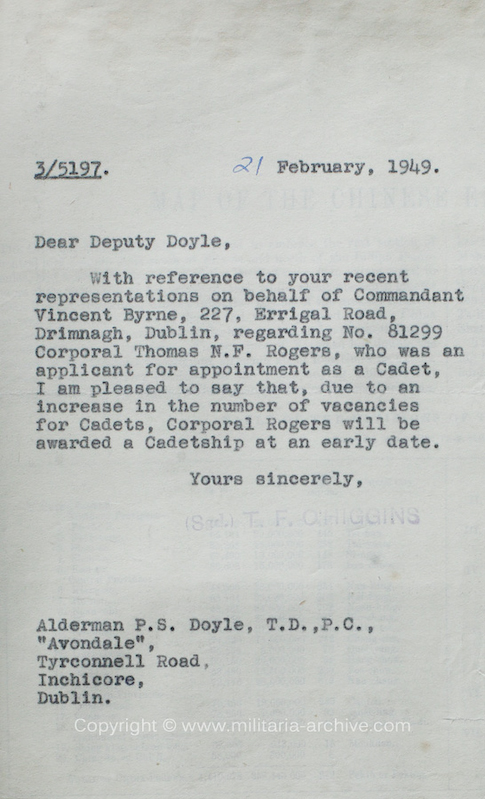 3/5197.
21 February, 1949.
Dear Deputy Doyle,
With reference to your recent
representations on behalf of Commandant
Vincent Byrne, 227, Errigal Road,
Drimnagh, Dublin, regarding No. 81299
Corporal Thomas N.F. Rogers, who was an
applicant for appointment as a Cadet,
I am pleased to say that, due to an
increase in the number of vacancies
for Cadets, Corporal Rogers will be
awarded a Cadetship at an early date.
Yours sincerely,
(Sgd.) T. F. O'HIGGINS
Alderman P.S. Doyle, T.D.,P.C.,
"Avondale",
Tyrconnell Road,
Inchicore,
Dublin.
Copyright © www.militaria-archive.com